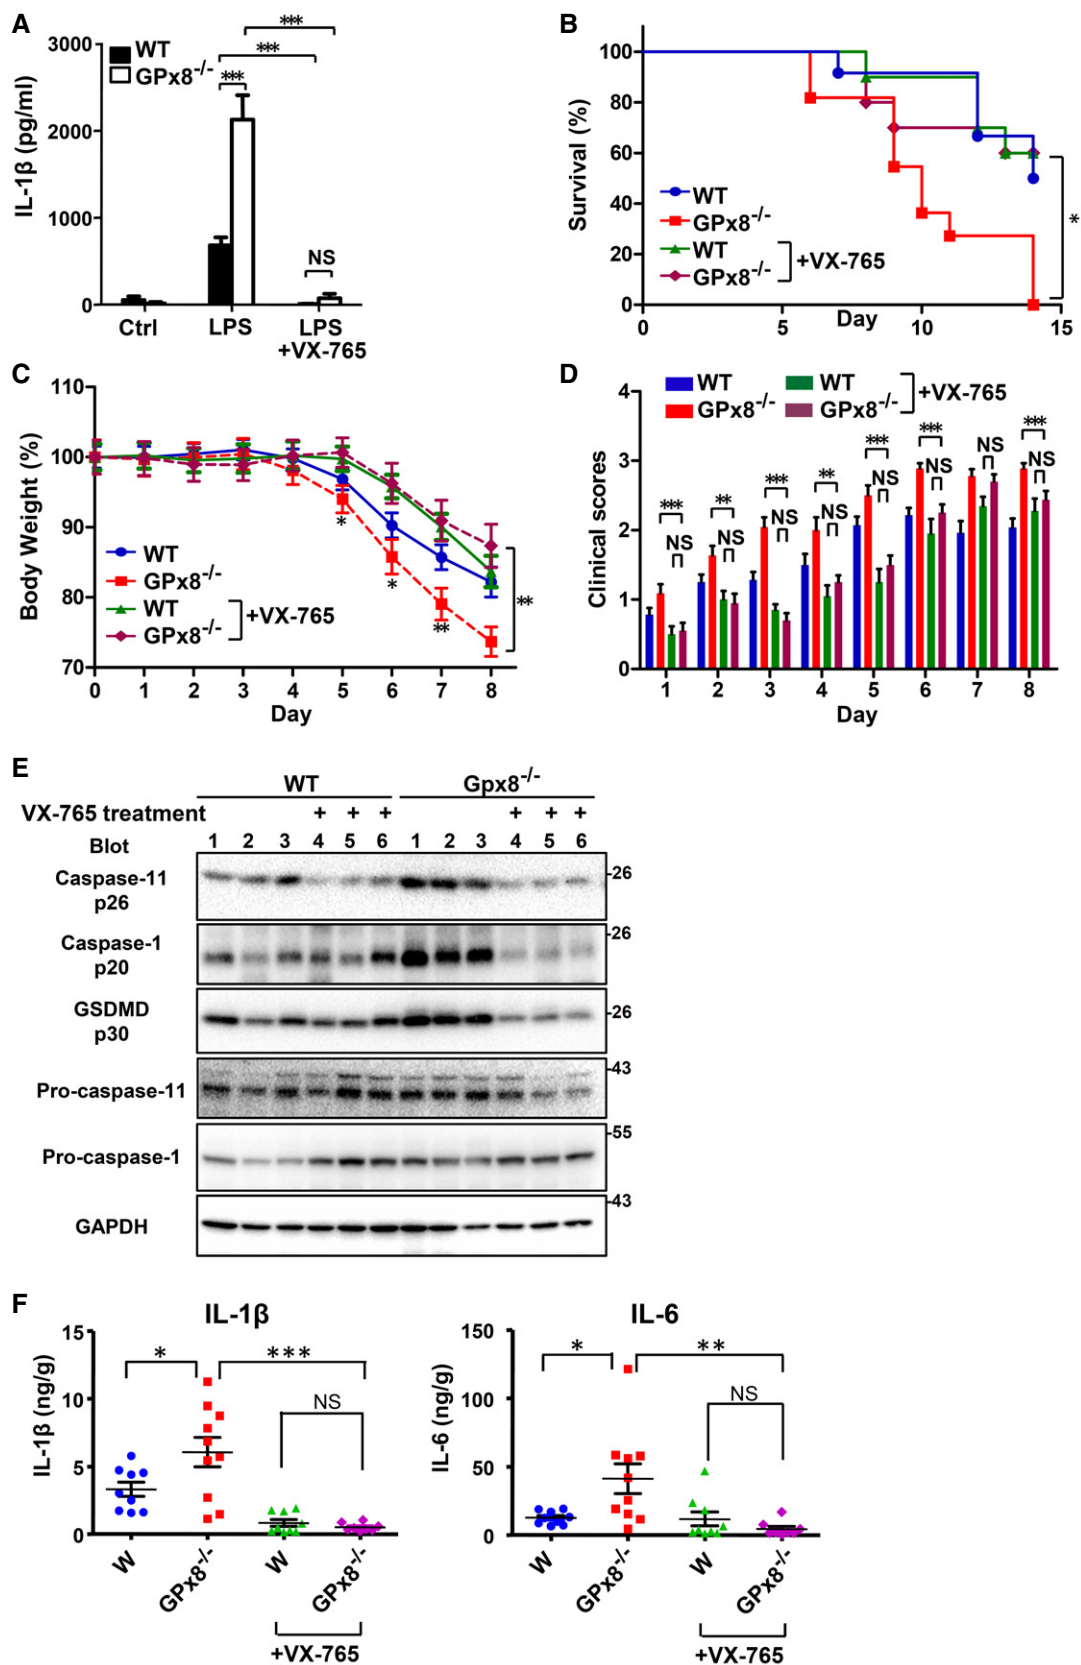 A
IL-1β (pg/ml)
3000
2000
1000
0
WT
GPx8-/-
***
***
***
NS
Ctrl
LPS
LPS
+VX-765
B
Survival (%)
100
80
60
40
20
0
WT
GPx8-/-
WT
GPx8-/-
+VX-765
*
0
5
10
15
Day
C
Body Weight (%)
110
100
90
80
70
WT
GPx8-/-
WT
GPx8-/-
+VX-765
*
*
**
**
0 1 2 3 4 5 6 7 8
Day
D
Clinical scores
4
3
2
1
0
WT
GPx8-/-
WT
GPx8-/-
+VX-765
*** NS
** NS
*** NS
** NS
*** NS
*** NS
NS
*** NS
1 2 3 4 5 6 7 8
Day
E
WT Gpx8-/-
VX-765 treatment + + + + + +
Blot 1 2 3 4 5 6 1 2 3 4 5 6
Caspase-11
p26
26
Caspase-1
p20
26
GSDMD
p30
26
Pro-caspase-11
43
Pro-caspase-1
55
GAPDH
43
F
IL-1β
IL-1β (ng/g)
15
10
5
0
*
***
NS
W
GPx8-/-
W
GPx8-/-
+VX-765
IL-6
IL-6 (ng/g)
150
100
50
0
*
**
NS
W
GPx8-/-
W
GPx8-/-
+VX-765